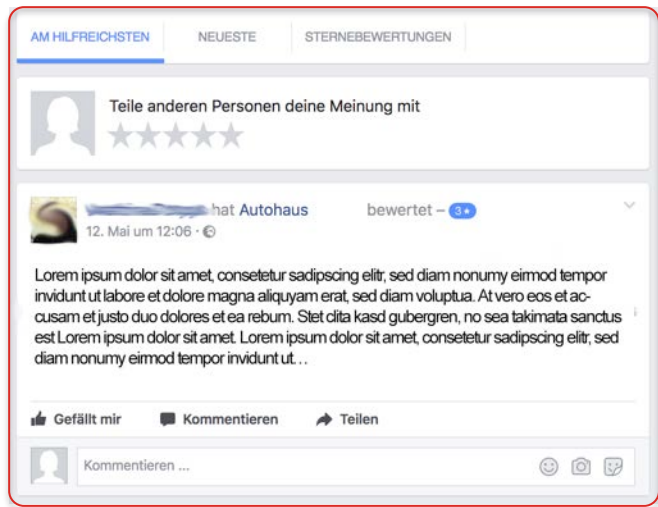 AM HILFREICHSTEN NEUESTE STERNEBEWERTUNGEN
Teile anderen Personen deine Meinung mit
hat Autohaus bewertet – 3★
12. Mai um 12:06 ·
Lorem ipsum dolor sit amet, consetetur sadipscing elitr, sed diam nonumy eirmod tempor
invidunt ut labore et dolore magna aliquyam erat, sed diam voluptua. At vero eos et ac-
cusam et justo duo dolores et ea rebum. Stet clita kasd gubergren, no sea takimata sanctus
est Lorem ipsum dolor sit amet. Lorem ipsum dolor sit amet, consetetur sadipscing elitr, sed
diam nonumy eirmod tempor invidunt ut…
Gefällt mir Kommentieren Teilen
Kommentieren ...